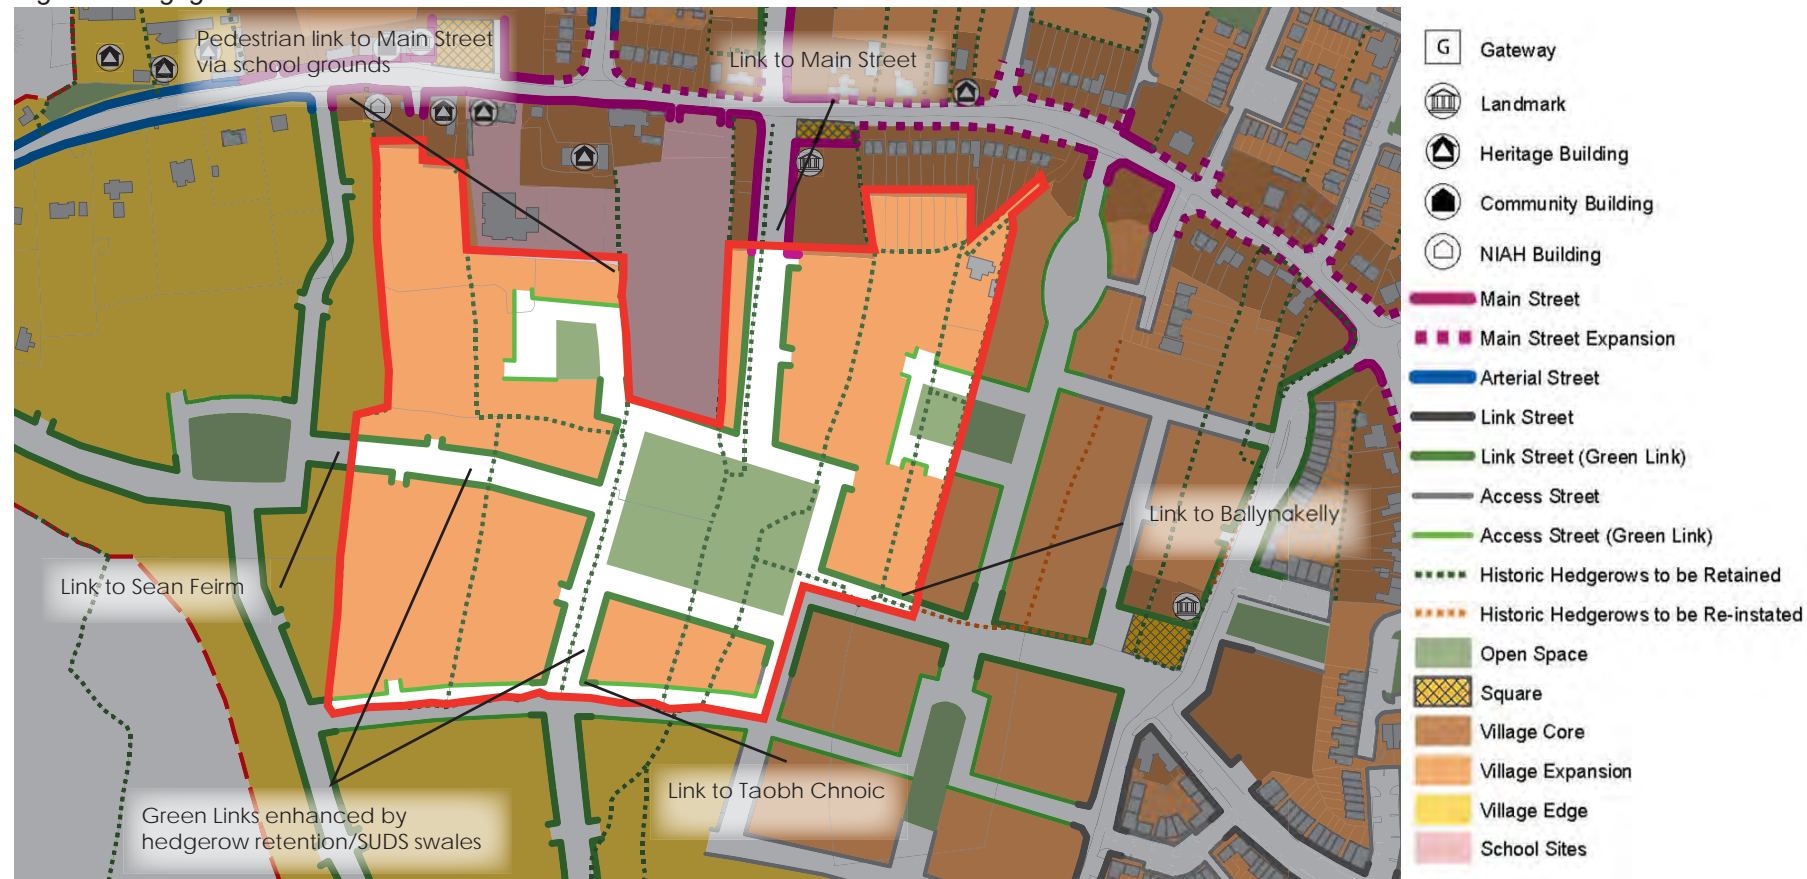 Pedestrian link to Main Street
via school grounds
Link to Main Street
Link to Ballynakelly
Link to Sean Feirm
Link to Taobh Chnoic
Green Links enhanced by
hedgerow retention/SUDS swales
G Gateway
Landmark
Heritage Building
Community Building
NIAH Building
Main Street
Main Street Expansion
Arterial Street
Link Street
Link Street (Green Link)
Access Street
Access Street (Green Link)
Historic Hedgerows to be Retained
Historic Hedgerows to be Re-instated
Open Space
Square
Village Core
Village Expansion
Village Edge
School Sites